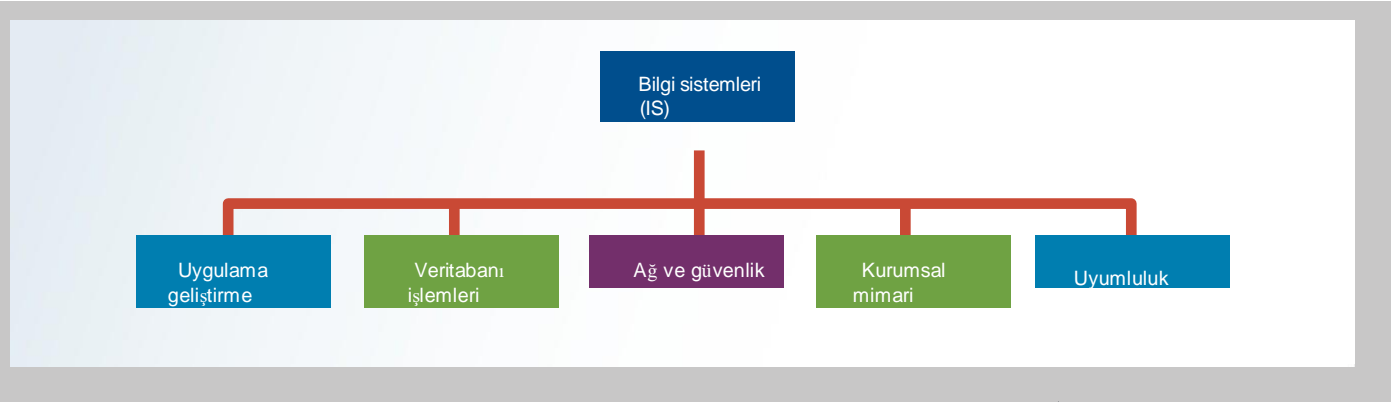 Bilgi sistemleri
(IS)
Uygulama
geliştirme
Veritabanı
işlemleri
Ağ ve güvenlik
Kurumsal
mimari
Uyumluluk